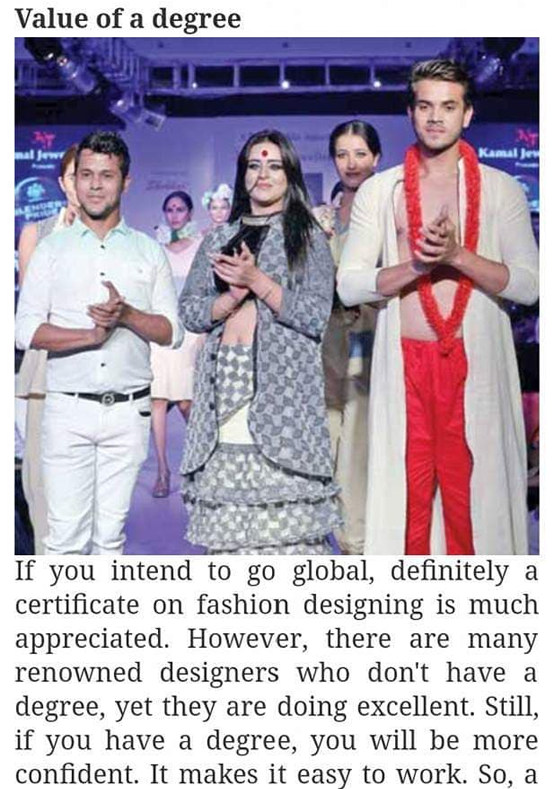 Value of a degree
Kamal Jew
If you intend to go global, definitely a
certificate on fashion designing is much
appreciated. However, there are many
renowned designers who don't have a
degree, yet they are doing excellent. Still,
if you have a degree, you will be more
confident. It makes it easy to work. So, a